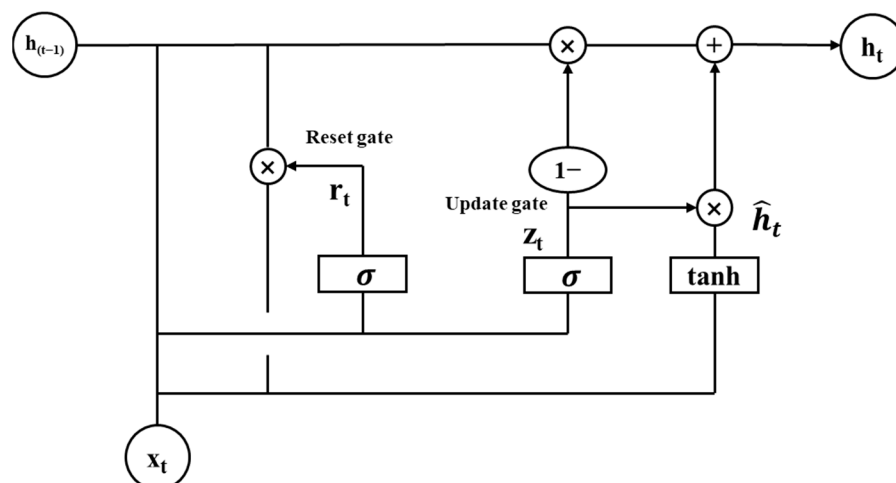 h(t−1)
×
+
hₜ
Reset gate
×
rₜ
1−
Update gate
×
ĥₜ
zₜ
σ
σ
tanh
xₜ